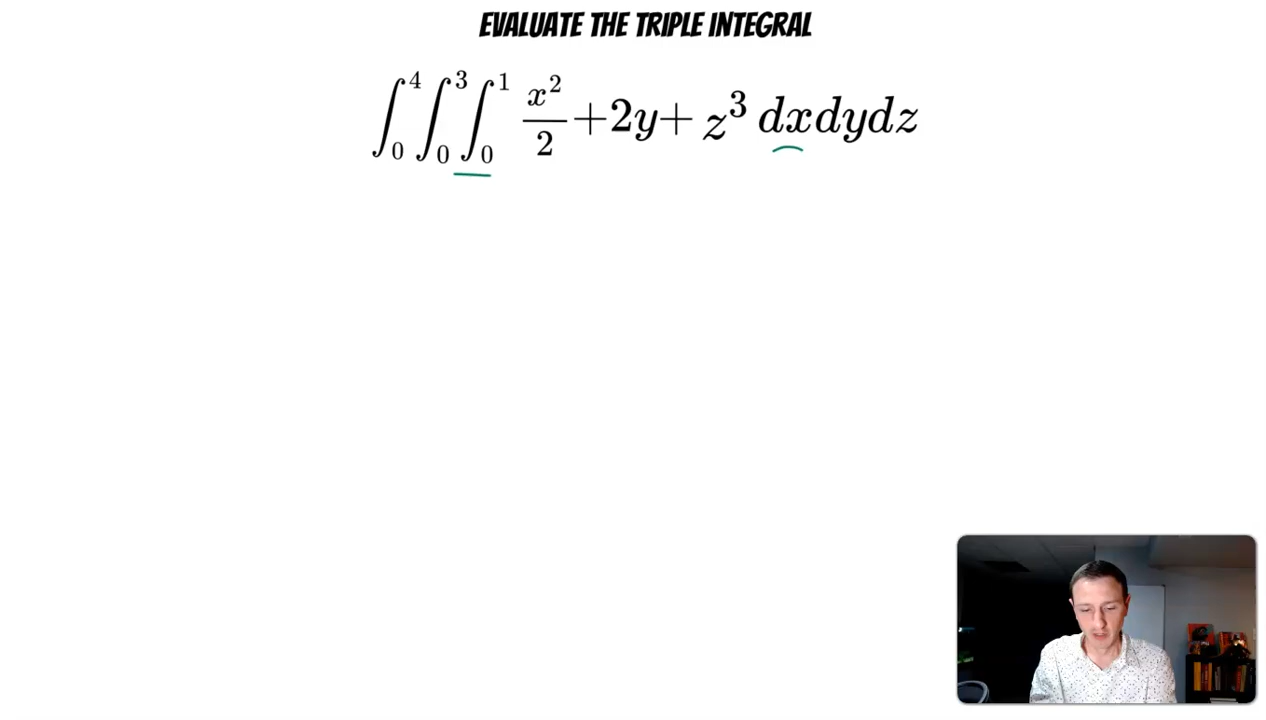 EVALUATE THE TRIPLE INTEGRAL
∫₀⁴ ∫₀³ ∫₀¹ x²/2 + 2y + z³ dxdydz